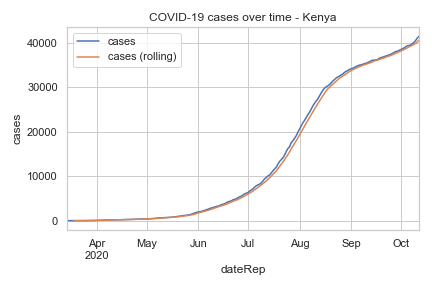 COVID-19 cases over time - Kenya
cases
cases (rolling)
40000
30000
20000
10000
0
cases
Apr
2020
May
Jun
Jul
Aug
Sep
Oct
dateRep